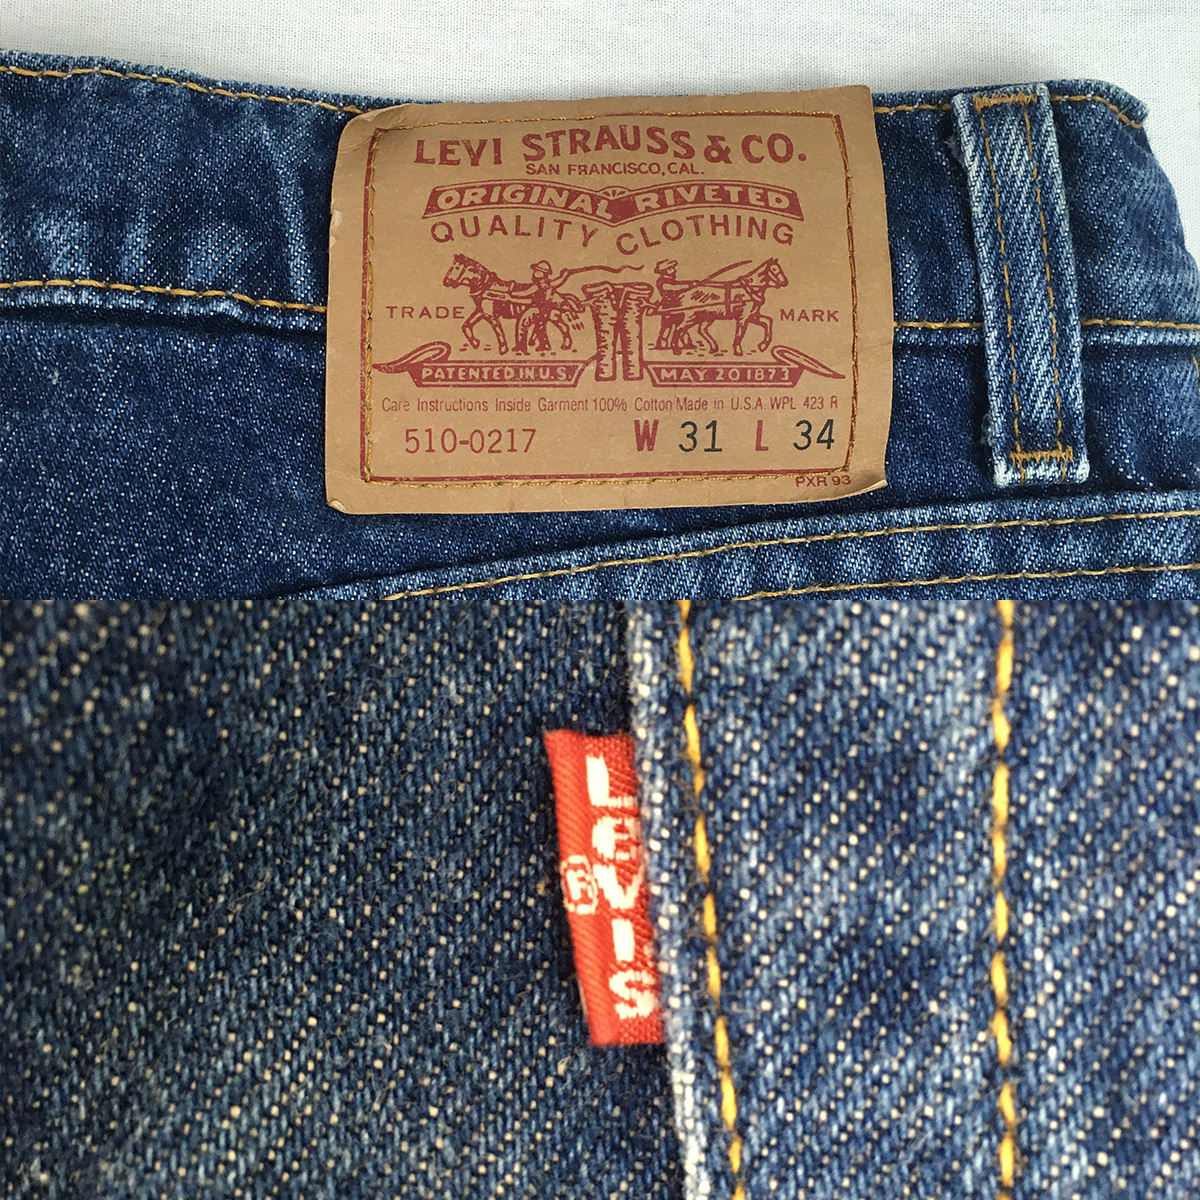 LEVI STRAUSS & CO.
SAN FRANCISCO, CAL.
ORIGINAL RIVETED
QUALITY CLOTHING
TRADE MARK
PATENTED IN U.S. MAY 20 1873
Care Instructions Inside Garment 100% Cotton Made in U.S.A. WPL 423 R
510-0217 W 31 L 34
PXR 93
LEVI'S
®